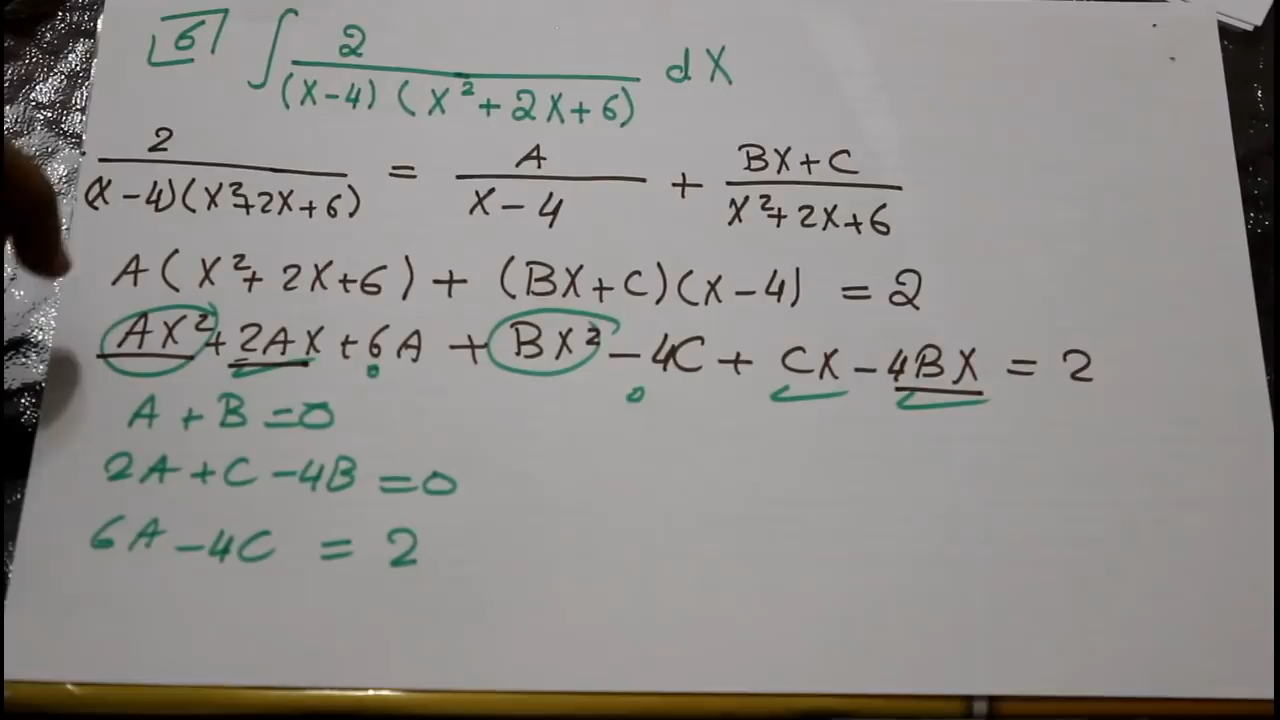 6 ∫ 2 / (x-4) (x²+2x+6) dx
2 / (x-4)(x²+2x+6) = A / x-4 + Bx+C / x²+2x+6
A(x²+2x+6) + (Bx+C)(x-4) = 2
Ax²+2Ax+6A + Bx²-4C + Cx-4Bx = 2
A+B=0
2A+C-4B=0
6A-4C = 2